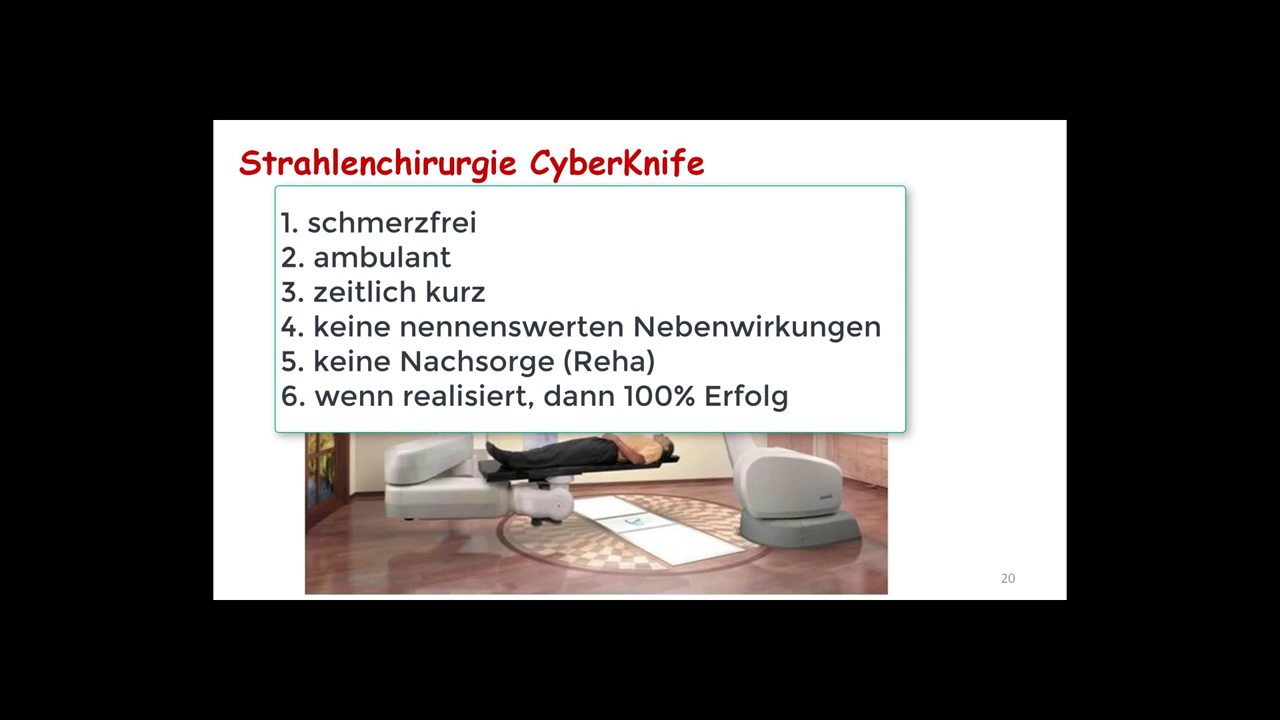 Strahlenchirurgie CyberKnife
1. schmerzfrei
2. ambulant
3. zeitlich kurz
4. keine nennenswerten Nebenwirkungen
5. keine Nachsorge (Reha)
6. wenn realisiert, dann 100% Erfolg
20